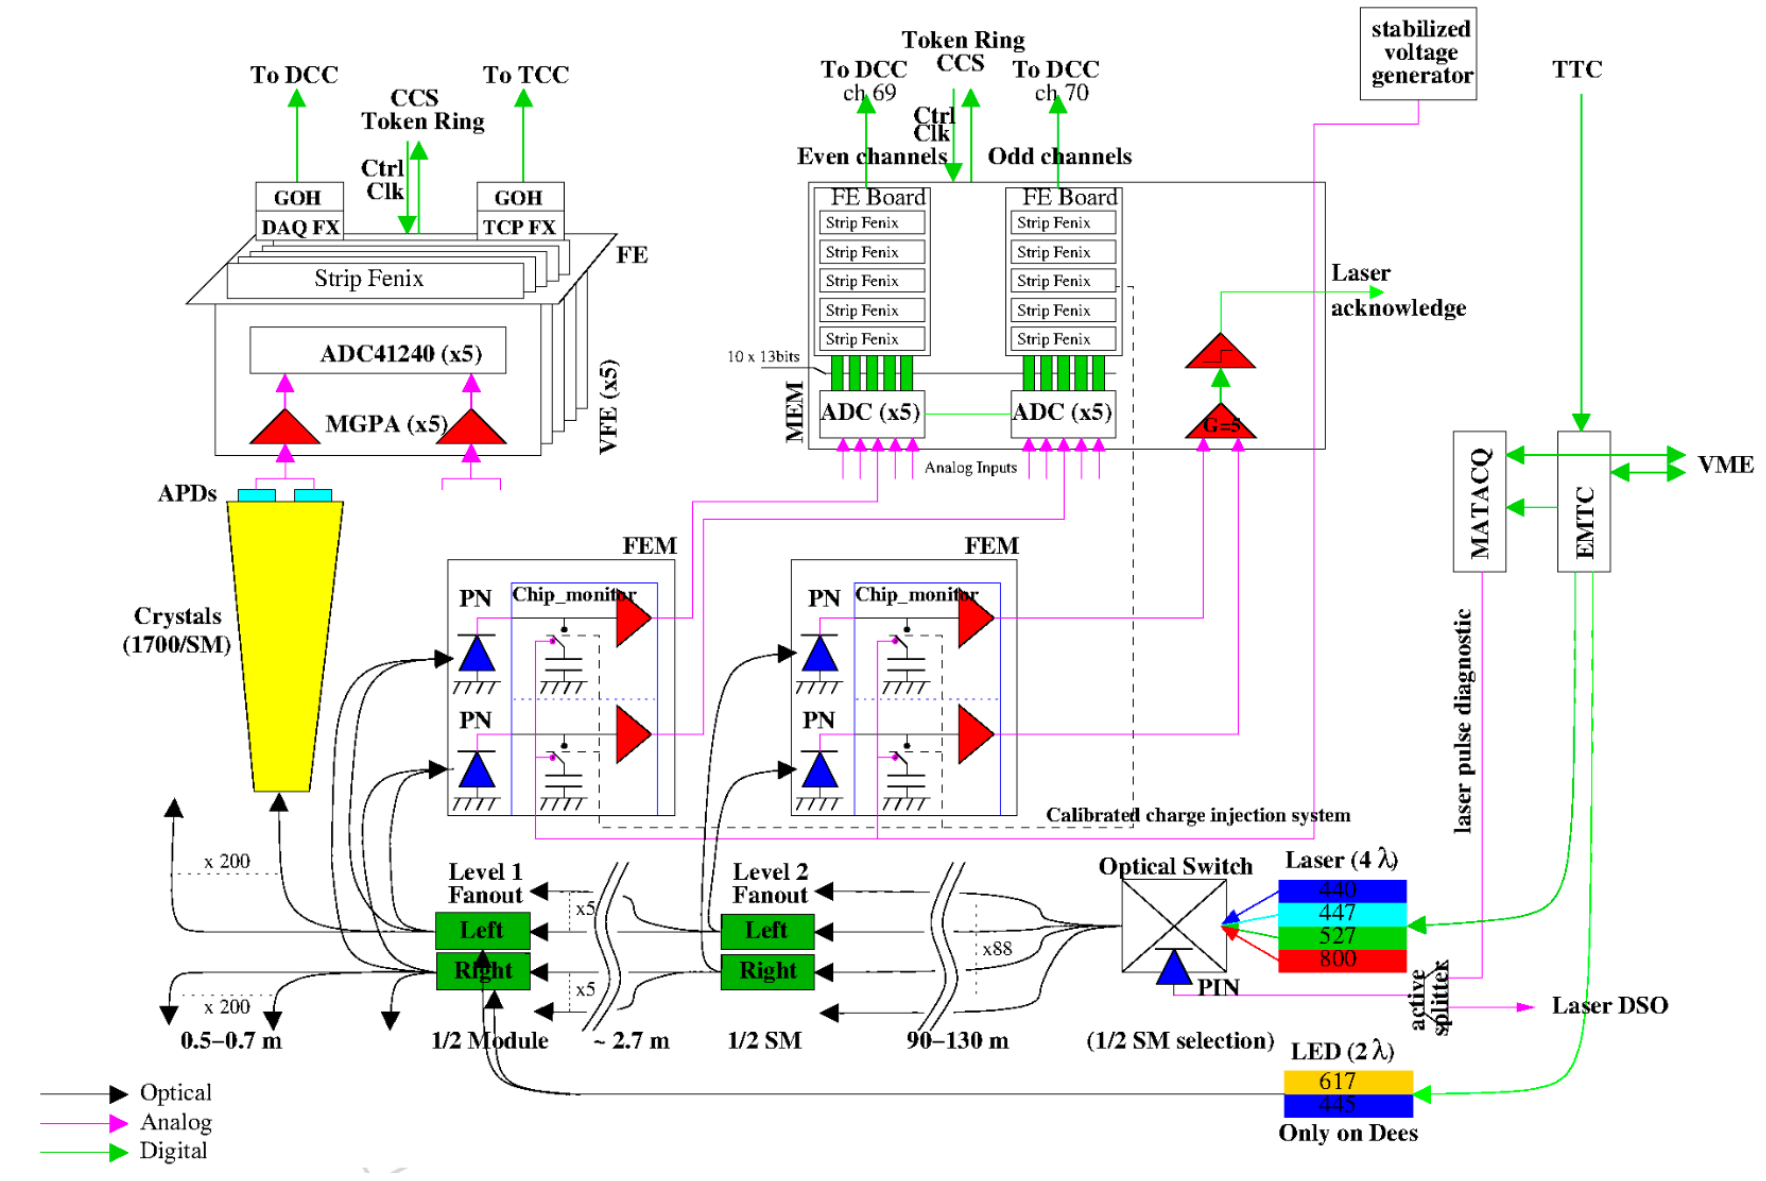 stabilized
voltage
generator
TTC
Token Ring
CCS
To DCC
ch 69
To DCC
ch 70
Ctrl
Clk
Even channels
Odd channels
To DCC
To TCC
CCS
Token Ring
Ctrl
Clk
GOH
DAQ FX
GOH
TCP FX
FE
Strip Fenix
ADC41240 (x5)
MGPA (x5)
VFE (x5)
FE Board
Strip Fenix
Strip Fenix
Strip Fenix
Strip Fenix
Strip Fenix
FE Board
Strip Fenix
Strip Fenix
Strip Fenix
Strip Fenix
Strip Fenix
10 x 13bits
MEM
ADC (x5)
ADC (x5)
Analog Inputs
G=5
Laser
acknowledge
MATACQ
EMTC
VME
APDs
Crystals
(1700/SM)
FEM
PN
Chip_monitor
PN
FEM
PN
Chip_monitor
PN
Calibrated charge injection system
laser pulse diagnostic
x 200
x 200
0.5–0.7 m
Level 1
Fanout
Left
Right
1/2 Module
x5
x5
~ 2.7 m
Level 2
Fanout
Left
Right
1/2 SM
x88
90–130 m
Optical Switch
PIN
(1/2 SM selection)
Laser (4 λ)
440
447
527
800
active
splitter
Laser DSO
LED (2 λ)
617
445
Only on Dees
Optical
Analog
Digital